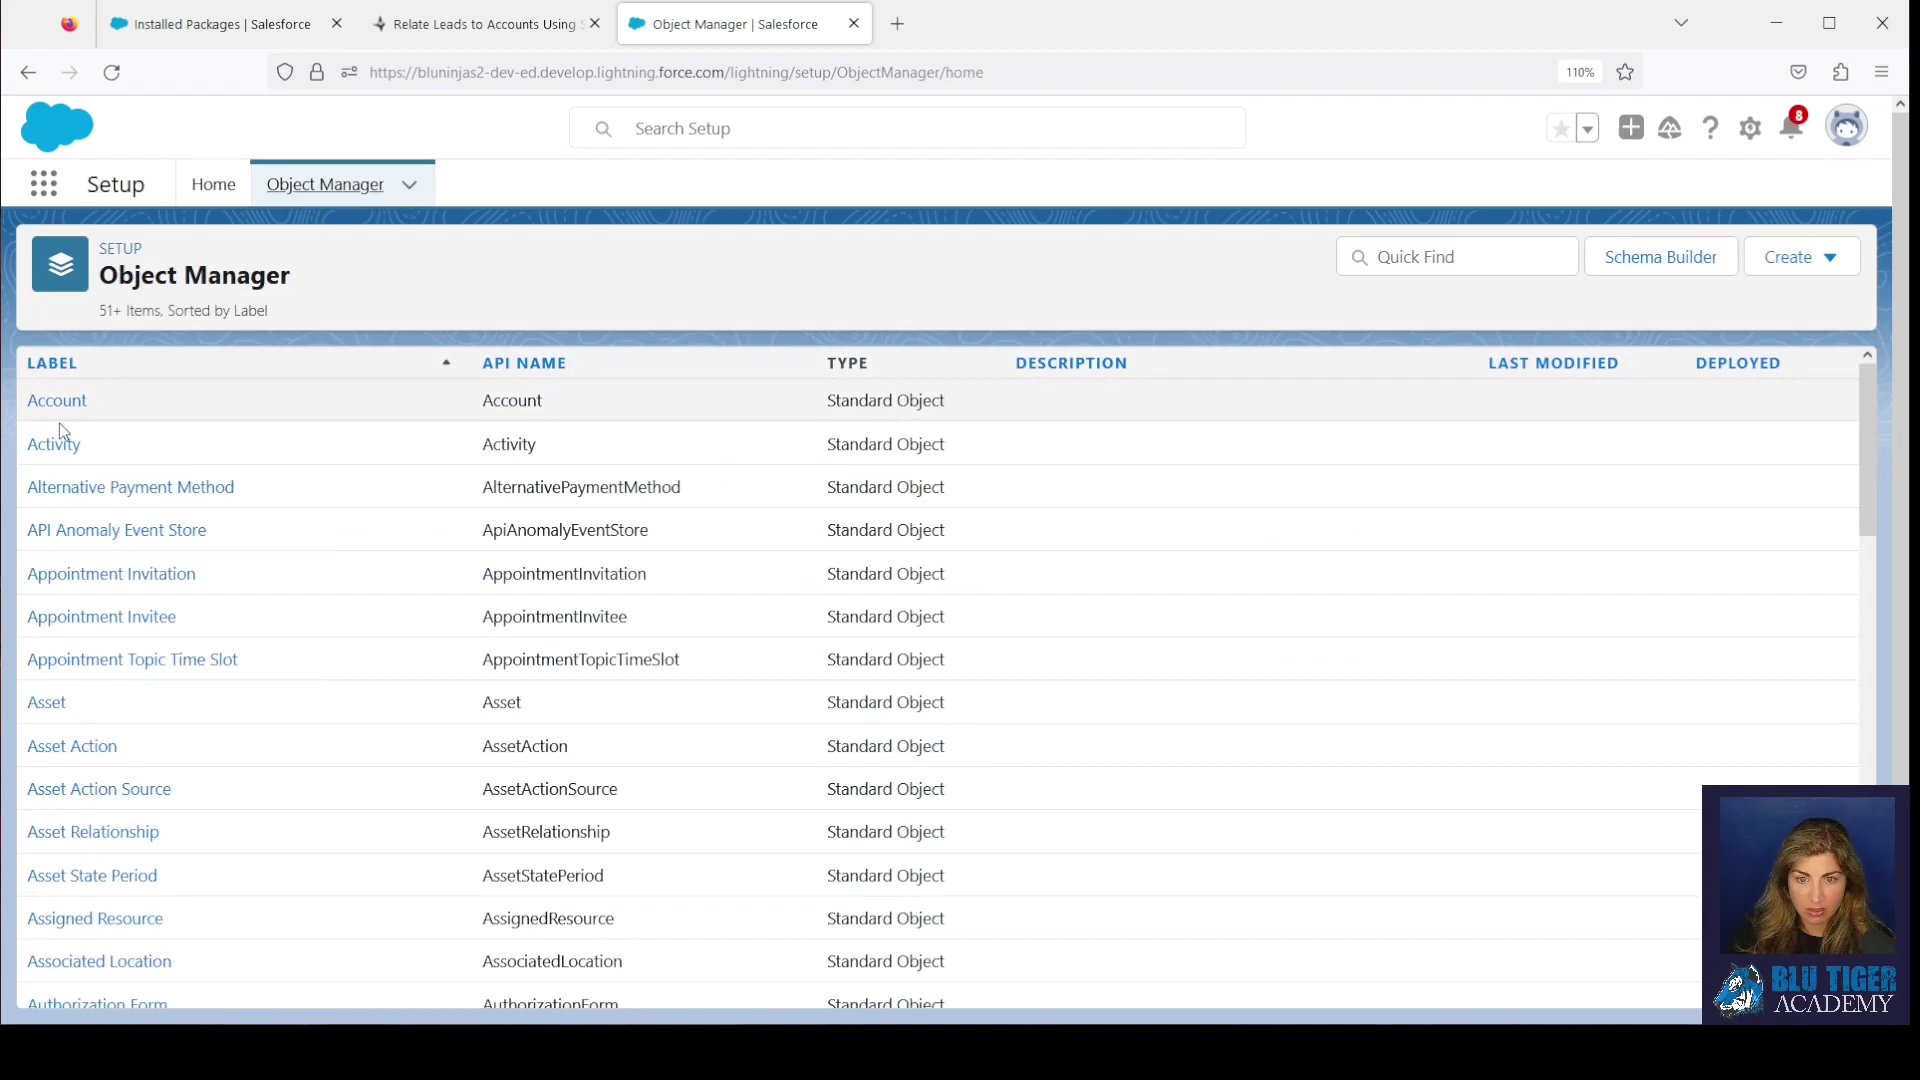 Installed Packages | Salesforce
Relate Leads to Accounts Using
Object Manager | Salesforce
https://bluninjas2-dev-ed.develop.lightning.force.com/lightning/setup/ObjectManager/home
110%
Search Setup
8
Setup
Home
Object Manager
SETUP
Object Manager
51+ Items, Sorted by Label
Quick Find
Schema Builder
Create
LABEL API NAME TYPE DESCRIPTION LAST MODIFIED DEPLOYED
Account Account Standard Object
Activity Activity Standard Object
Alternative Payment Method AlternativePaymentMethod Standard Object
API Anomaly Event Store ApiAnomalyEventStore Standard Object
Appointment Invitation AppointmentInvitation Standard Object
Appointment Invitee AppointmentInvitee Standard Object
Appointment Topic Time Slot AppointmentTopicTimeSlot Standard Object
Asset Asset Standard Object
Asset Action AssetAction Standard Object
Asset Action Source AssetActionSource Standard Object
Asset Relationship AssetRelationship Standard Object
Asset State Period AssetStatePeriod Standard Object
Assigned Resource AssignedResource Standard Object
Associated Location AssociatedLocation Standard Object
Authorization Form AuthorizationForm Standard Object
BLU TIGER
ACADEMY